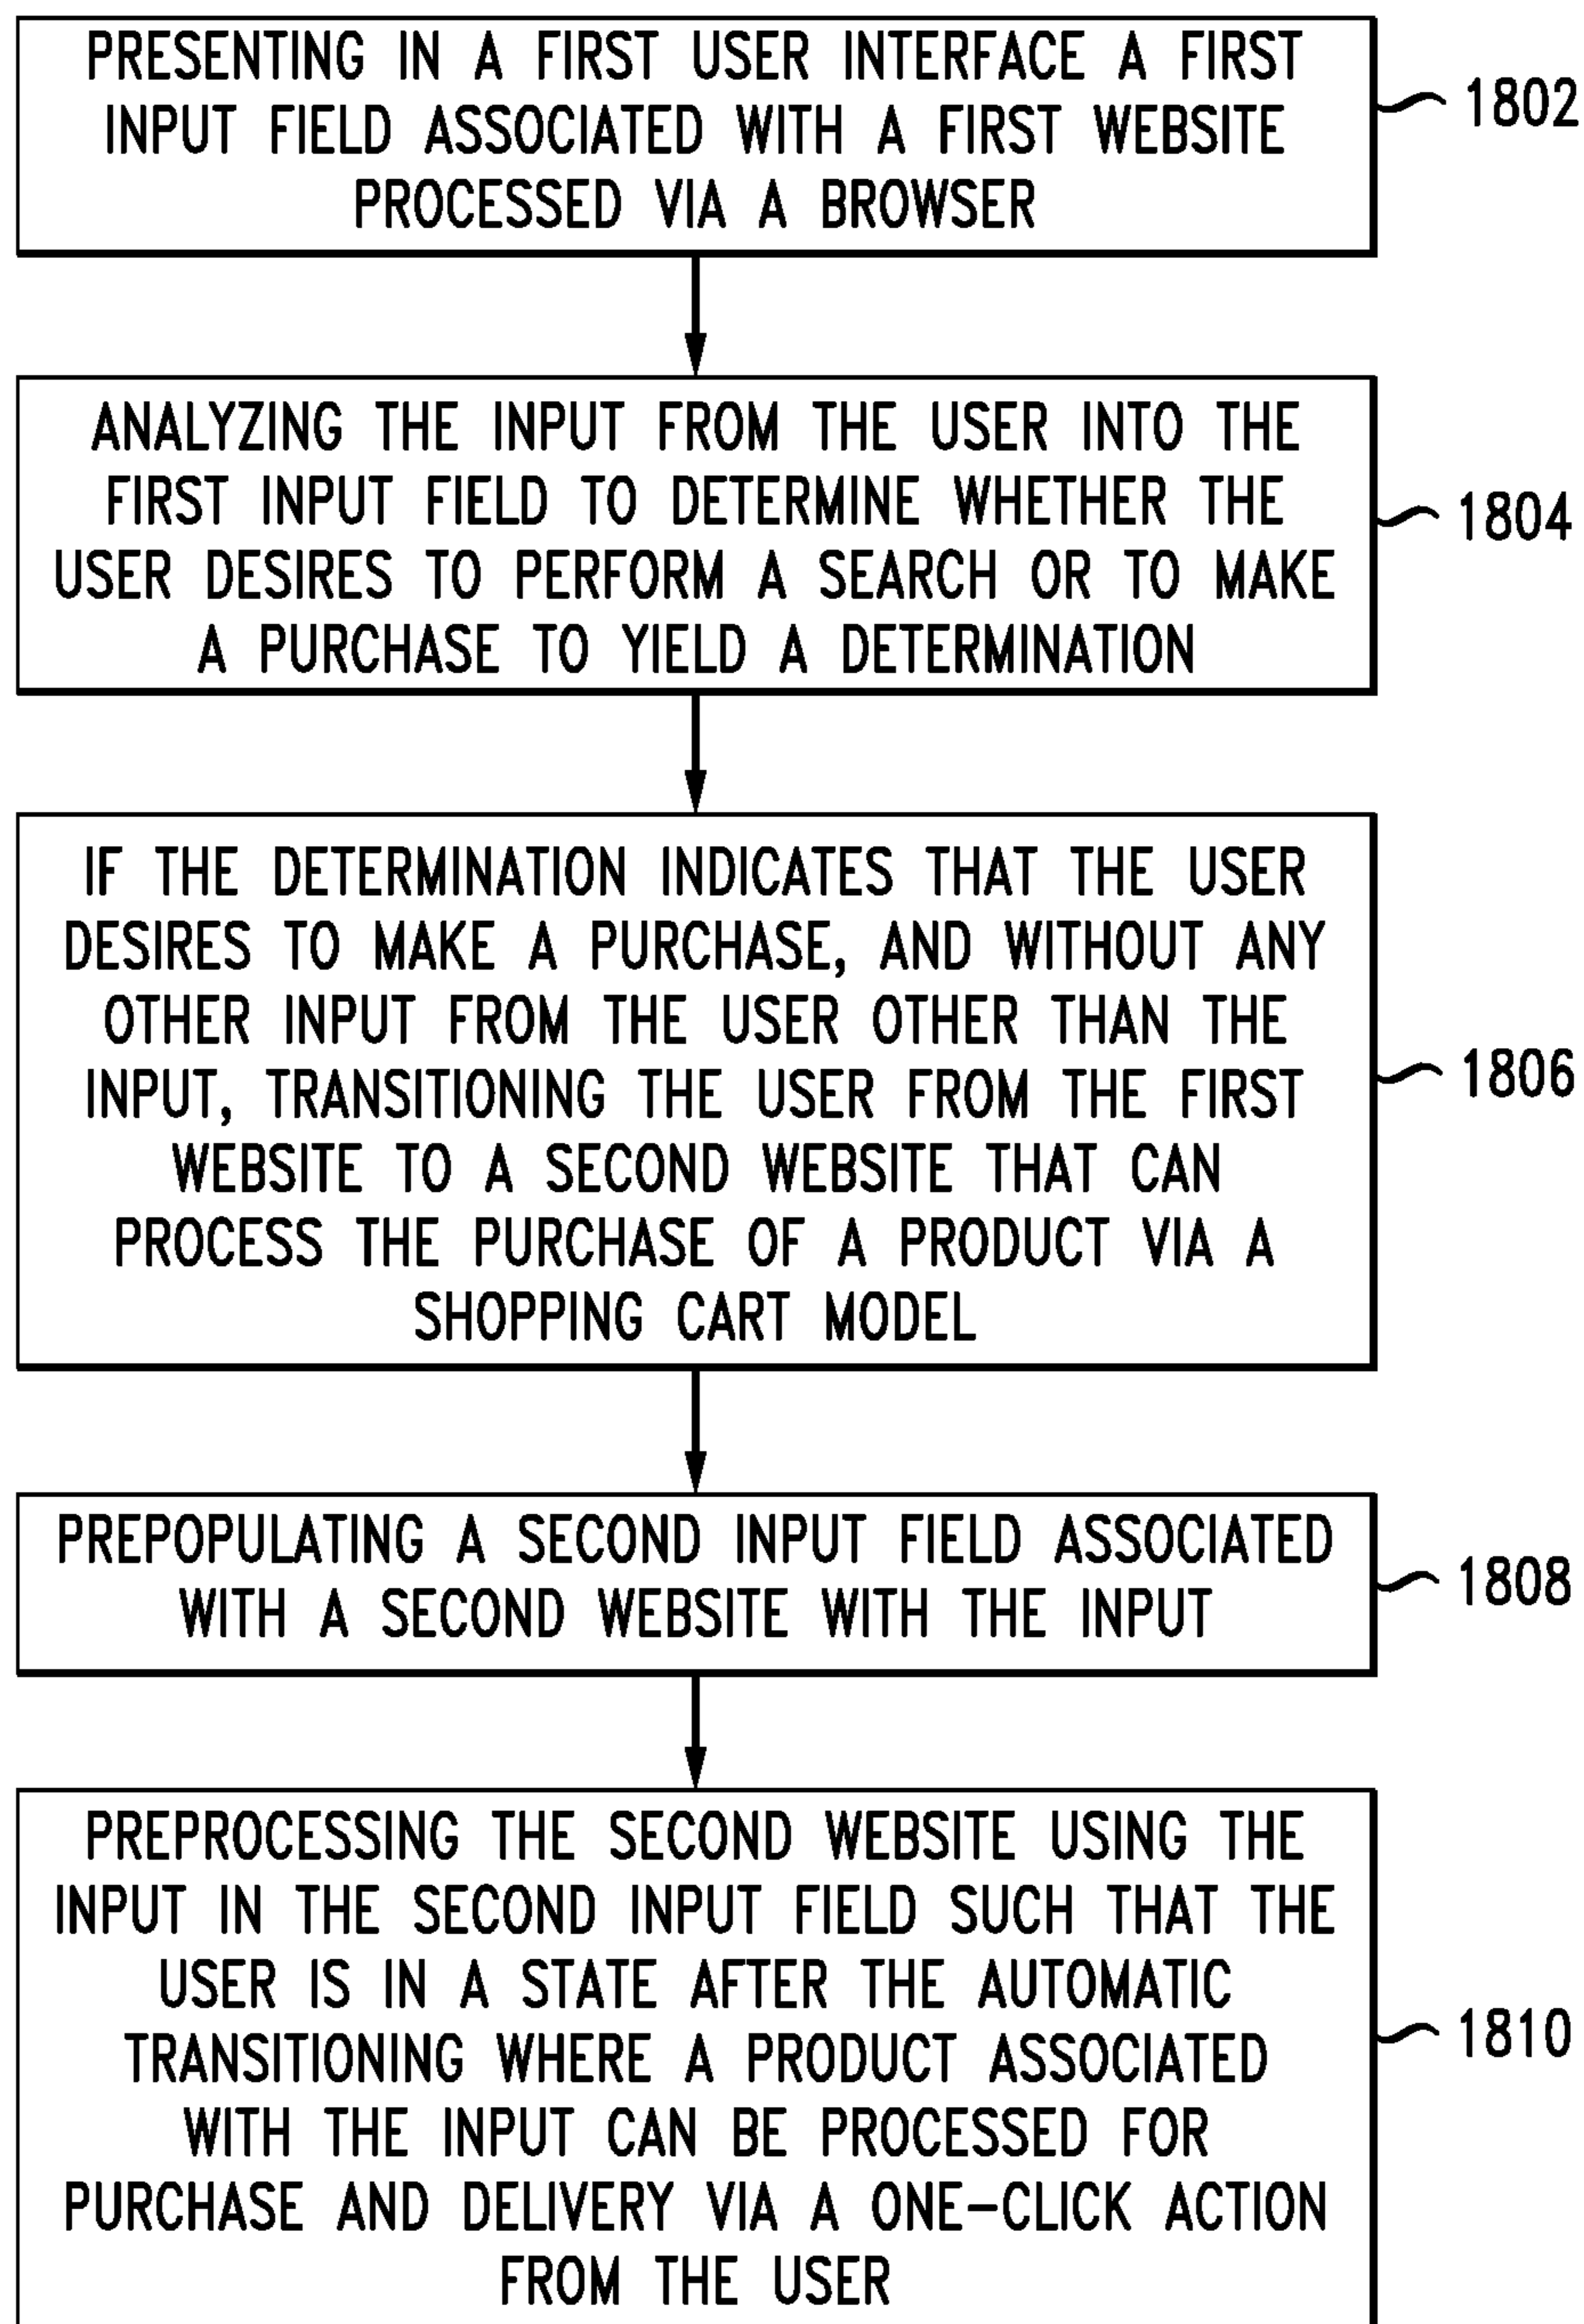 PRESENTING IN A FIRST USER INTERFACE A FIRST
INPUT FIELD ASSOCIATED WITH A FIRST WEBSITE
PROCESSED VIA A BROWSER
1802
ANALYZING THE INPUT FROM THE USER INTO THE
FIRST INPUT FIELD TO DETERMINE WHETHER THE
USER DESIRES TO PERFORM A SEARCH OR TO MAKE
A PURCHASE TO YIELD A DETERMINATION
1804
IF THE DETERMINATION INDICATES THAT THE USER
DESIRES TO MAKE A PURCHASE, AND WITHOUT ANY
OTHER INPUT FROM THE USER OTHER THAN THE
INPUT, TRANSITIONING THE USER FROM THE FIRST
WEBSITE TO A SECOND WEBSITE THAT CAN
PROCESS THE PURCHASE OF A PRODUCT VIA A
SHOPPING CART MODEL
1806
PREPOPULATING A SECOND INPUT FIELD ASSOCIATED
WITH A SECOND WEBSITE WITH THE INPUT
1808
PREPROCESSING THE SECOND WEBSITE USING THE
INPUT IN THE SECOND INPUT FIELD SUCH THAT THE
USER IS IN A STATE AFTER THE AUTOMATIC
TRANSITIONING WHERE A PRODUCT ASSOCIATED
WITH THE INPUT CAN BE PROCESSED FOR
PURCHASE AND DELIVERY VIA A ONE-CLICK ACTION
FROM THE USER
1810